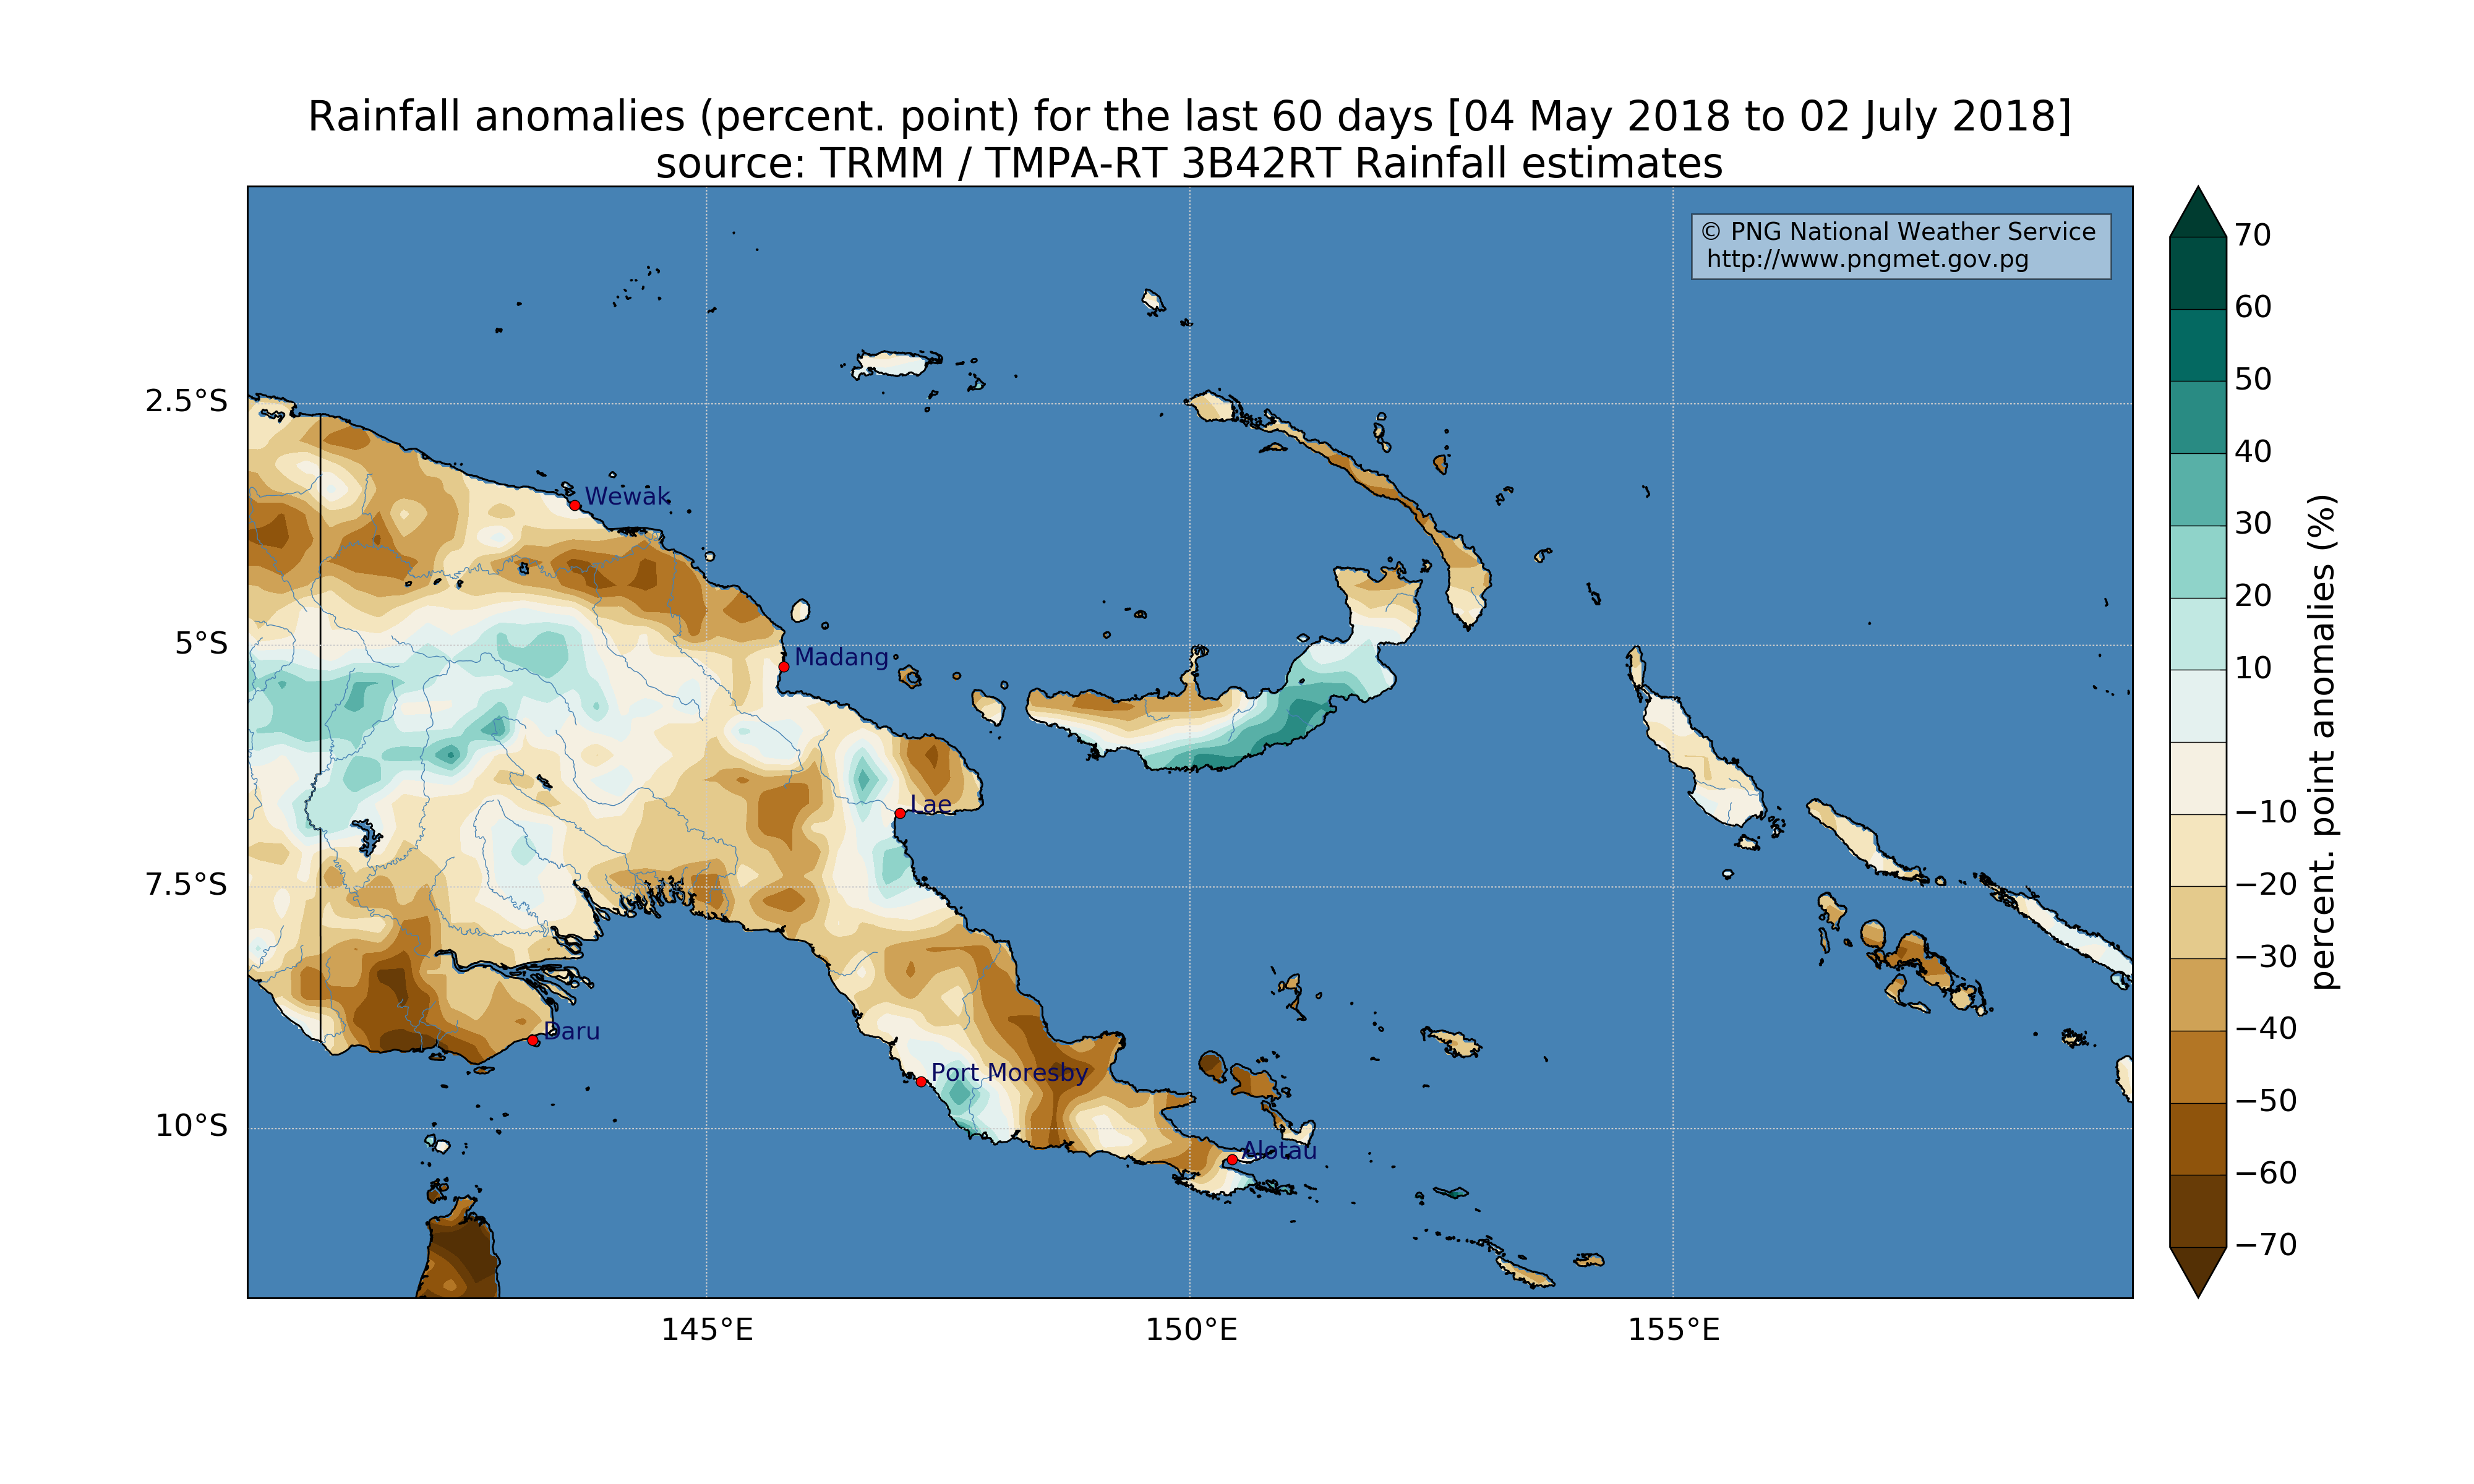 Rainfall anomalies (percent. point) for the last 60 days [04 May 2018 to 02 July 2018]
source: TRMM / TMPA-RT 3B42RT Rainfall estimates
© PNG National Weather Service
http://www.pngmet.gov.pg
2.5°S
5°S
7.5°S
10°S
Wewak
Madang
Lae
Daru
Port Moresby
Alotau
145°E
150°E
155°E
70
60
50
40
30
20
10
−10
−20
−30
−40
−50
−60
−70
percent. point anomalies (%)